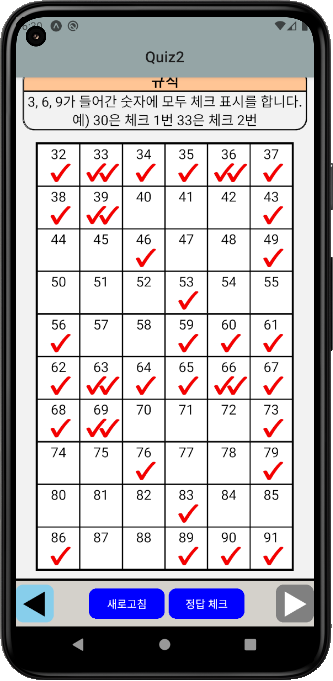 Quiz2
규칙
3, 6, 9가 들어간 숫자에 모두 체크 표시를 합니다.
예) 30은 체크 1번 33은 체크 2번
32 33 34 35 36 37
38 39 40 41 42 43
44 45 46 47 48 49
50 51 52 53 54 55
56 57 58 59 60 61
62 63 64 65 66 67
68 69 70 71 72 73
74 75 76 77 78 79
80 81 82 83 84 85
86 87 88 89 90 91
새로고침 정답 체크